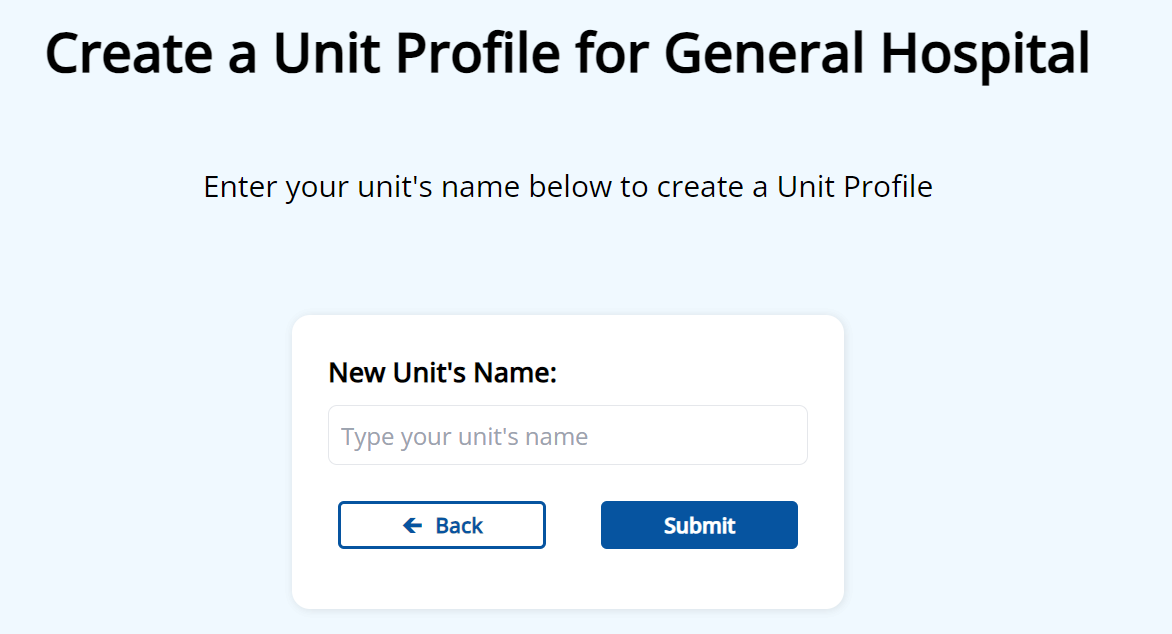 Create a Unit Profile for General Hospital
Enter your unit's name below to create a Unit Profile
New Unit's Name:
Type your unit's name
← Back
Submit